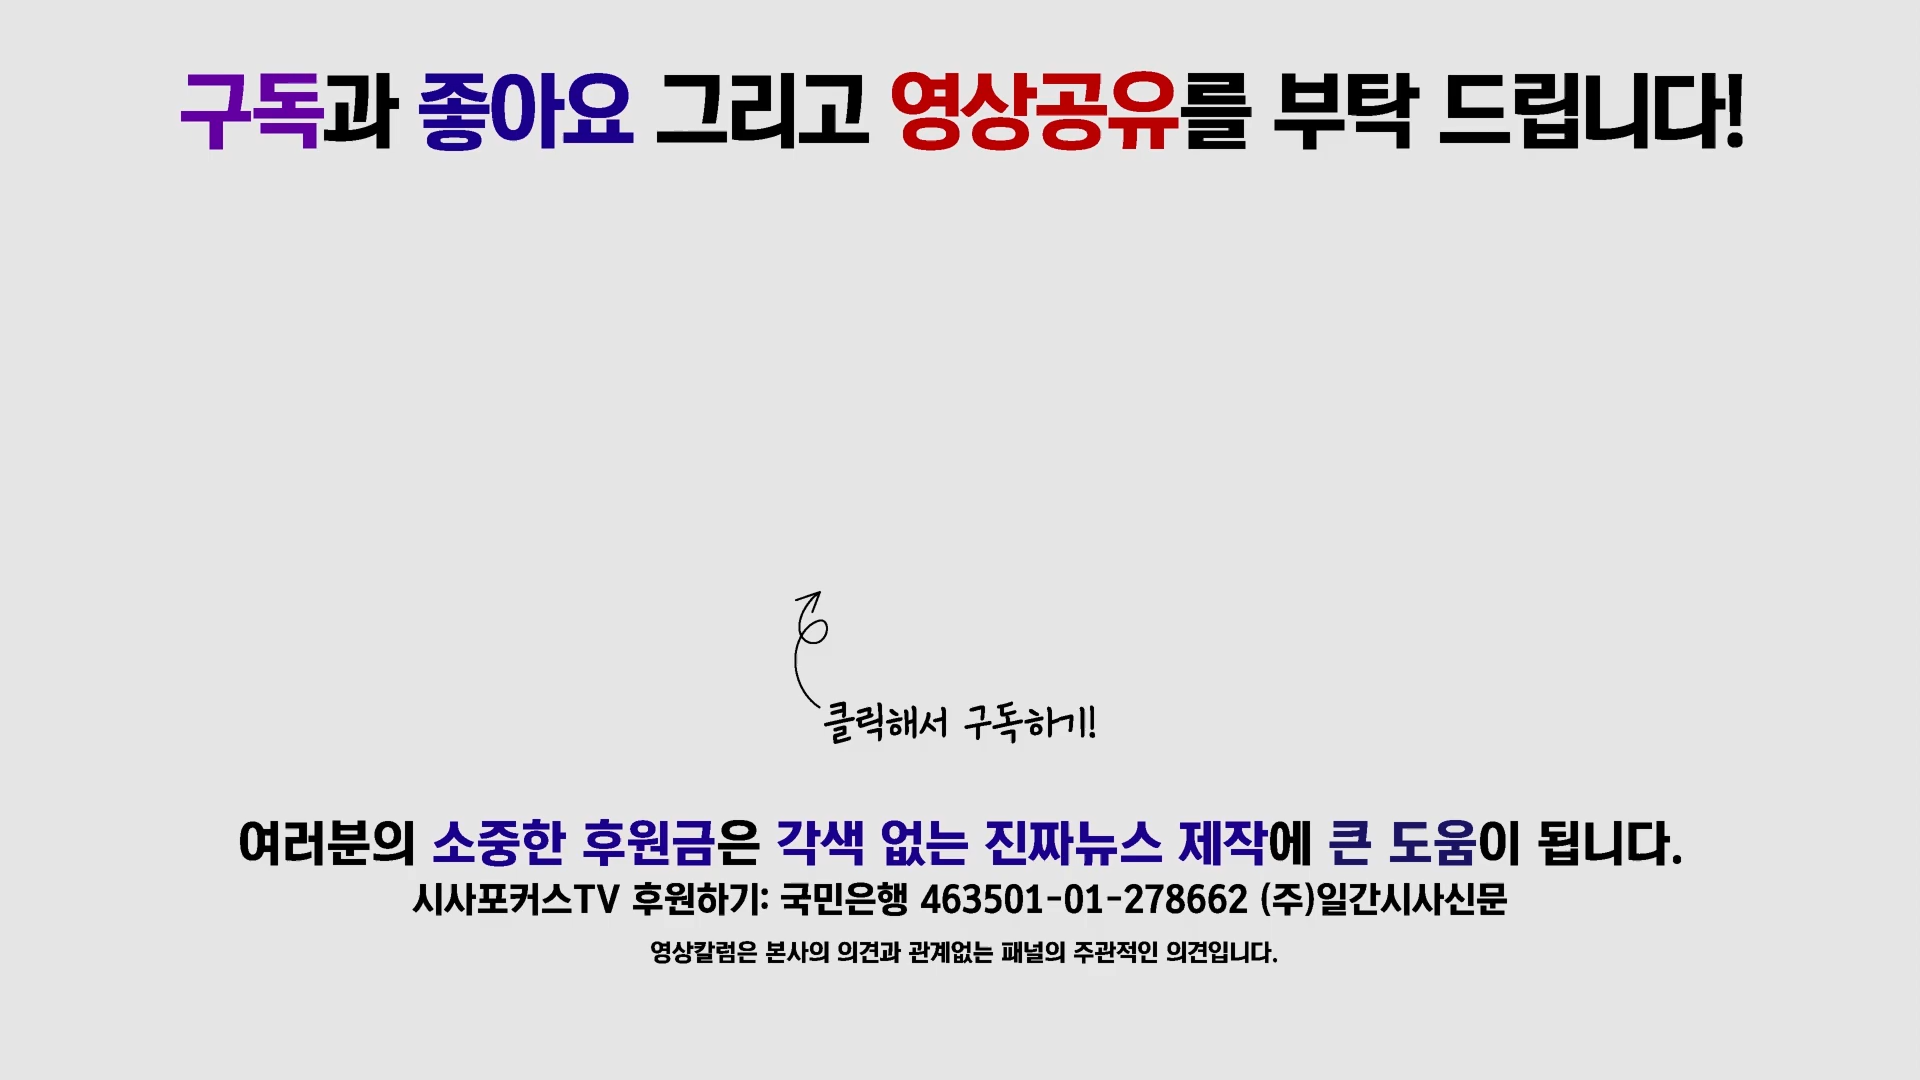 구독과 좋아요 그리고 영상공유를 부탁 드립니다!
클릭해서 구독하기!
여러분의 소중한 후원금은 각색 없는 진짜뉴스 제작에 큰 도움이 됩니다.
시사포커스TV 후원하기: 국민은행 463501-01-278662 (주)일간시사신문
영상칼럼은 본사의 의견과 관계없는 패널의 주관적인 의견입니다.